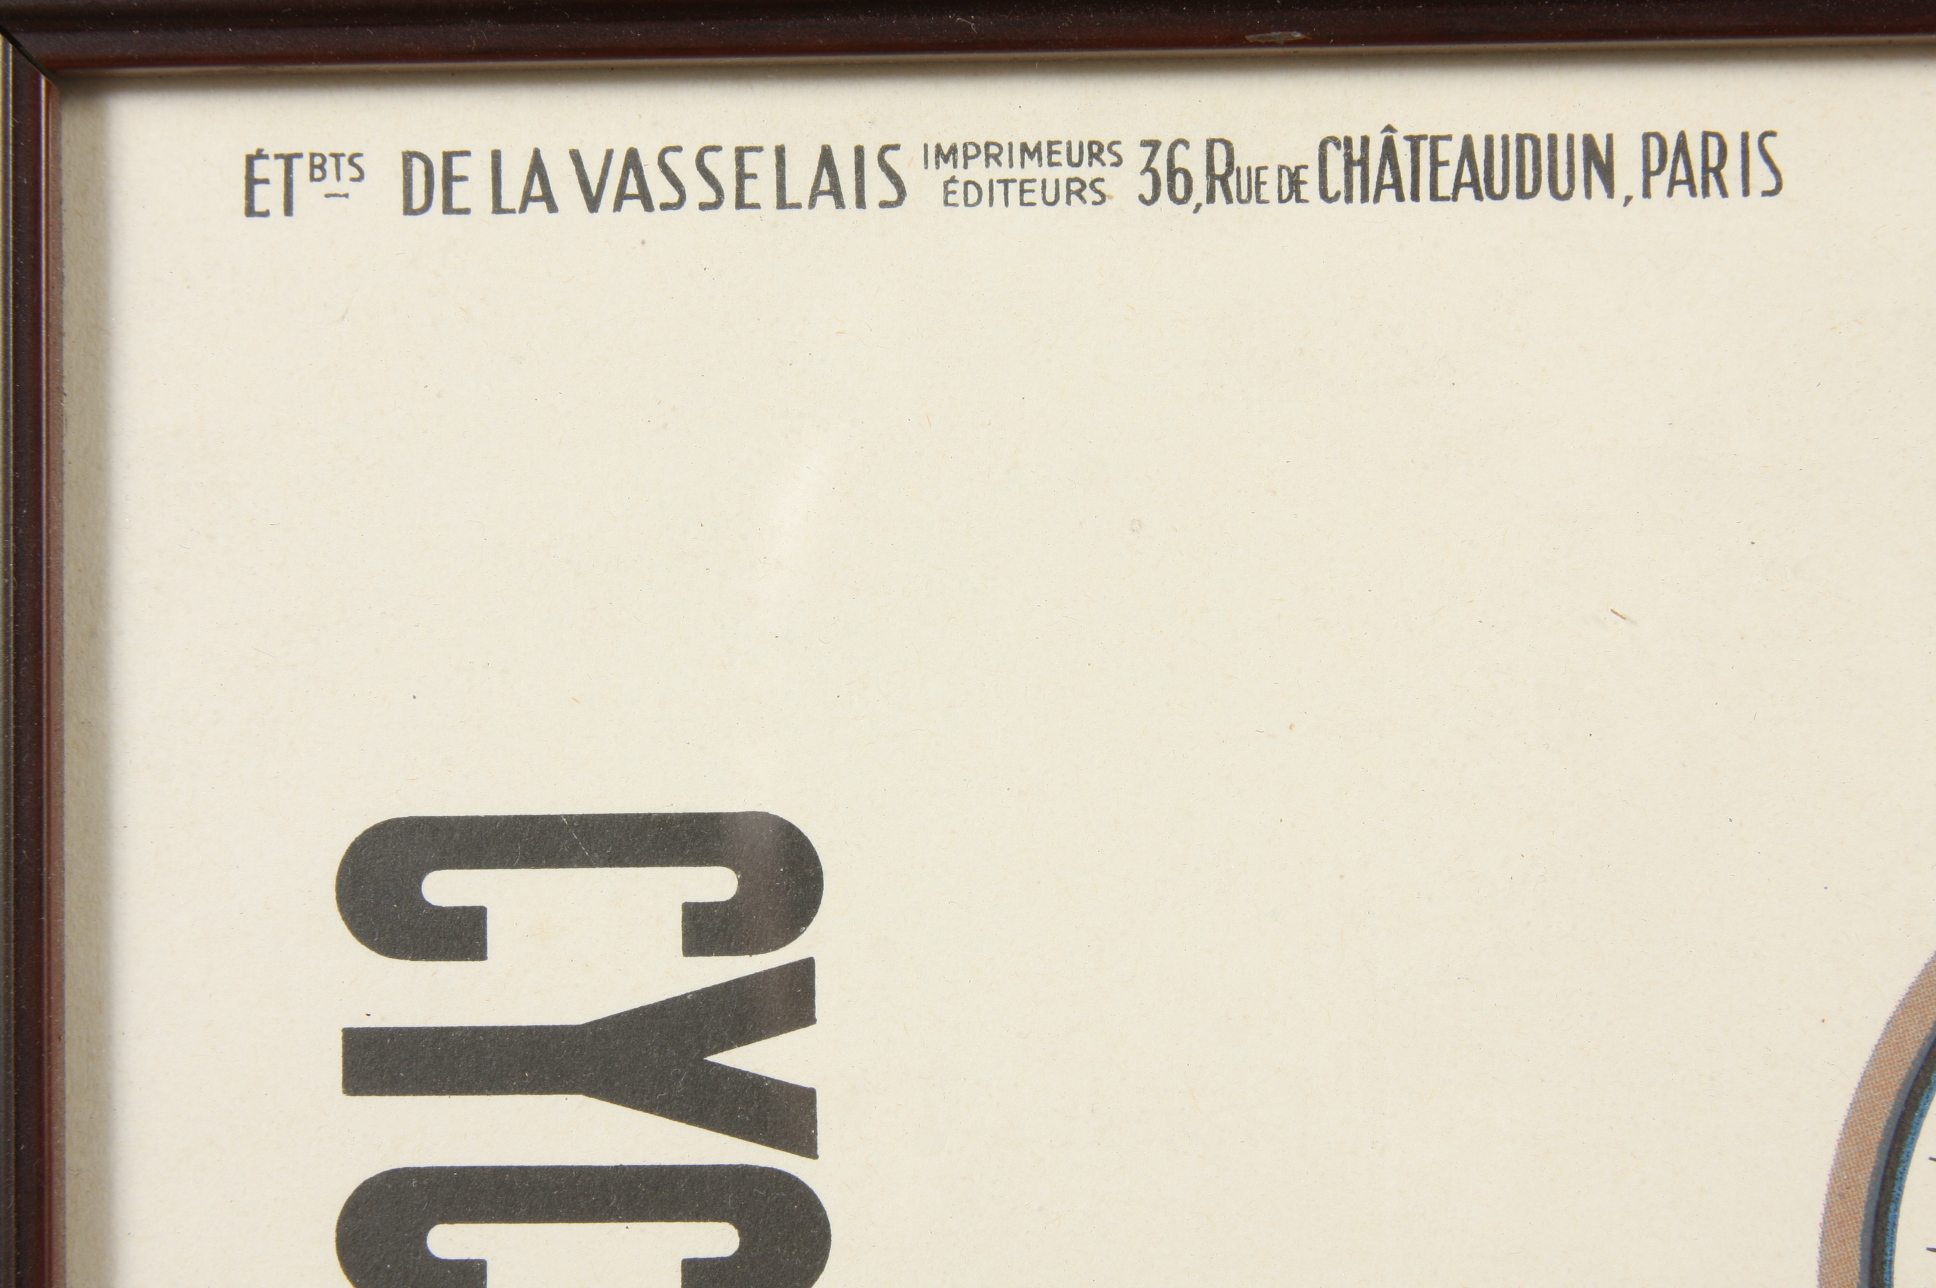 ÉTBTS DE LA VASSELAIS IMPRIMEURS ÉDITEURS 36, RUE DE CHÂTEAUDUN, PARIS
CYC